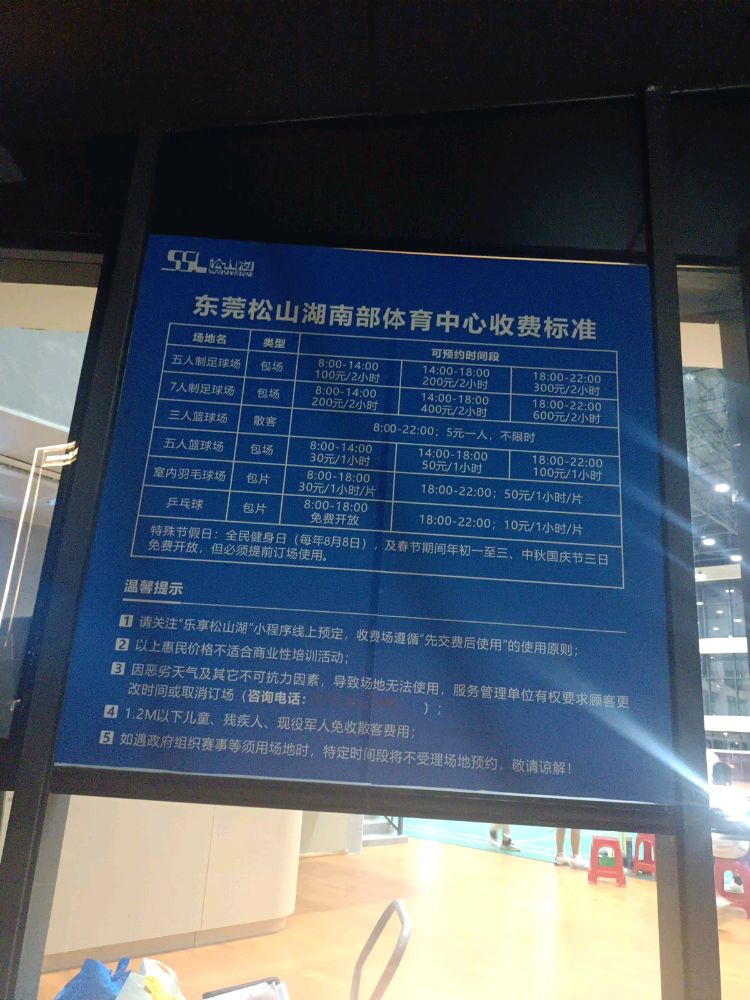 SSL 松山湖
东莞松山湖南部体育中心收费标准
场地名 类型 可预约时间段
五人制足球场 包场 8:00-14:00 100元/2小时 14:00-18:00 200元/2小时 18:00-22:00 300元/2小时
7人制足球场 包场 8:00-14:00 200元/2小时 14:00-18:00 400元/2小时 18:00-22:00 600元/2小时
三人篮球场 散客 8:00-22:00；5元一人，不限时
五人篮球场 包场 8:00-14:00 30元/1小时 14:00-18:00 50元/1小时 18:00-22:00 100元/1小时
室内羽毛球场 包片 8:00-18:00 30元/1小时/片 18:00-22:00；50元/1小时/片
乒乓球 包片 8:00-18:00 免费开放 18:00-22:00；10元/1小时/片
特殊节假日：全民健身日（每年8月8日），及春节期间年初一至三、中秋国庆节三日
免费开放，但必须提前订场使用。
温馨提示
1 请关注“乐享松山湖”小程序线上预定，收费场遵循“先交费后使用”的使用原则；
2 以上惠民价格不适合商业性培训活动；
3 因恶劣天气及其它不可抗力因素，导致场地无法使用，服务管理单位有权要求顾客更
改时间或取消订场（咨询电话： ）；
4 1.2M以下儿童、残疾人、现役军人免收散客费用；
5 如遇政府组织赛事等须用场地时，特定时间段将不受理场地预约，敬请谅解！